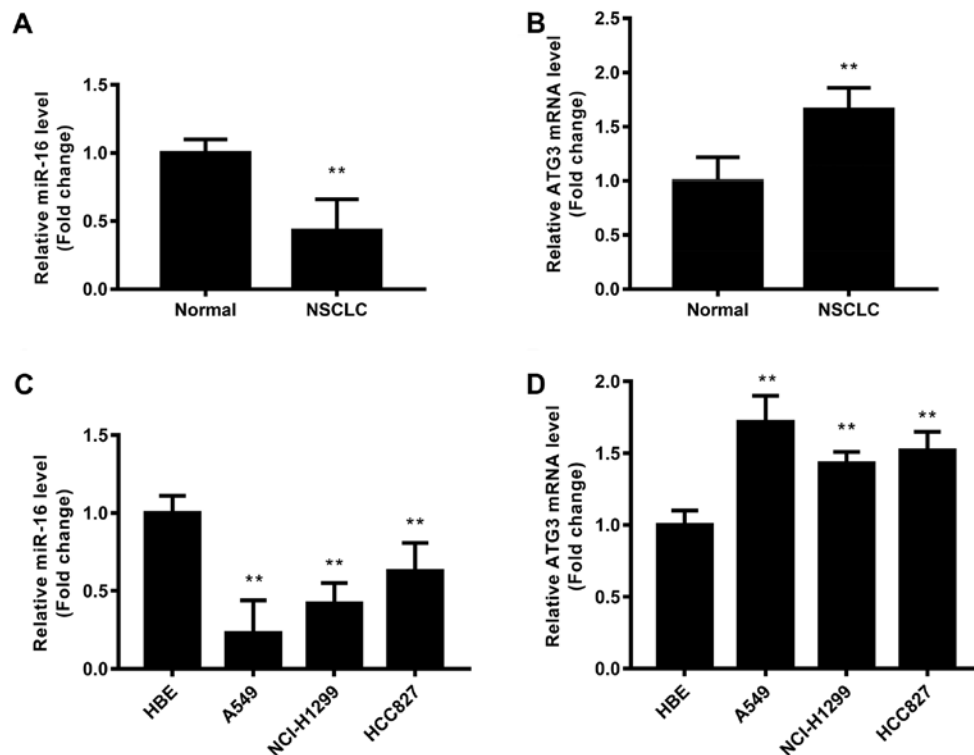 A
Relative miR-16 level
(Fold change)
1.5
1.0
0.5
0.0
**
Normal
NSCLC
B
Relative ATG3 mRNA level
(Fold change)
2.5
2.0
1.5
1.0
0.5
0.0
**
Normal
NSCLC
C
Relative miR-16 level
(Fold change)
1.5
1.0
0.5
0.0
**
**
**
HBE
A549
NCI-H1299
HCC827
D
Relative ATG3 mRNA level
(Fold change)
2.0
1.5
1.0
0.5
0.0
**
**
**
HBE
A549
NCI-H1299
HCC827